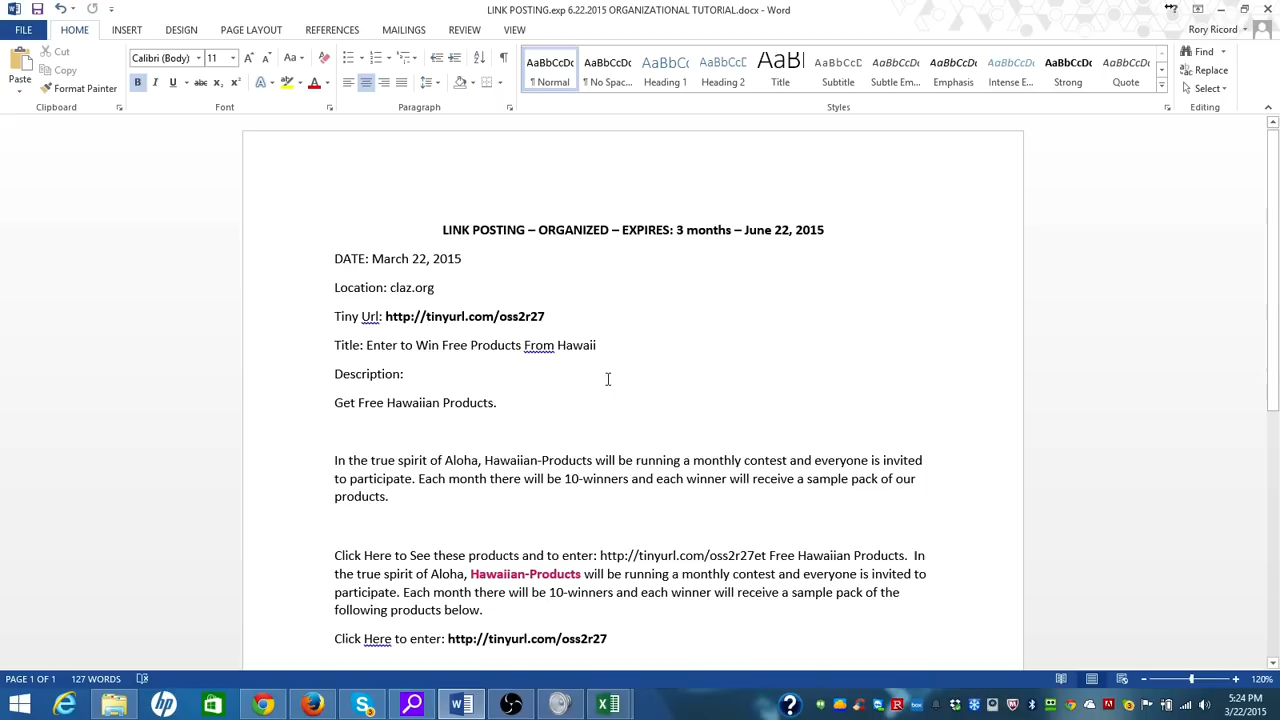 LINK POSTING.exp 6.22.2015 ORGANIZATIONAL TUTORIAL.docx - Word
FILE HOME INSERT DESIGN PAGE LAYOUT REFERENCES MAILINGS REVIEW VIEW Rory Ricord
Paste
Cut
Copy
Format Painter
Clipboard
Calibri (Body) 11
Font
Paragraph
AaBbCcDc AaBbCcDc AaBbCc AaBbCcD AaBl AaBbCcD AaBbCcDc AaBbCcDc AaBbCcDc AaBbCcDc AaBbCcDc
¶ Normal ¶ No Spac... Heading 1 Heading 2 Title Subtitle Subtle Em... Emphasis Intense E... Strong Quote
Styles
Find
Replace
Select
Editing
LINK POSTING – ORGANIZED – EXPIRES: 3 months – June 22, 2015
DATE: March 22, 2015
Location: claz.org
Tiny Url: http://tinyurl.com/oss2r27
Title: Enter to Win Free Products From Hawaii
Description:
Get Free Hawaiian Products.
In the true spirit of Aloha, Hawaiian-Products will be running a monthly contest and everyone is invited
to participate. Each month there will be 10-winners and each winner will receive a sample pack of our
products.
Click Here to See these products and to enter: http://tinyurl.com/oss2r27et Free Hawaiian Products. In
the true spirit of Aloha, Hawaiian-Products will be running a monthly contest and everyone is invited to
participate. Each month there will be 10-winners and each winner will receive a sample pack of the
following products below.
Click Here to enter: http://tinyurl.com/oss2r27
PAGE 1 OF 1 127 WORDS 120%
5:24 PM
3/22/2015